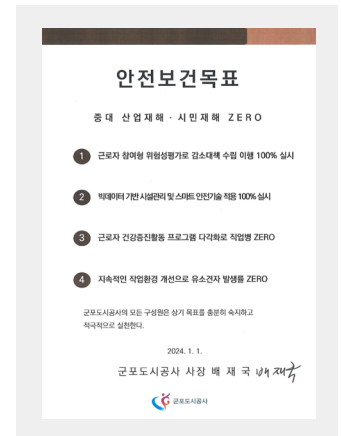 안전보건목표
중대 산업재해 · 시민재해 ZERO
1 근로자 참여형 위험성평가로 감소대책 수립 이행 100% 실시
2 빅데이터 기반 시설관리 및 스마트 안전기술 적용 100% 실시
3 근로자 건강증진활동 프로그램 다각화로 직업병 ZERO
4 지속적인 작업환경 개선으로 유소견자 발생률 ZERO
군포도시공사의 모든 구성원은 상기 목표를 충분히 숙지하고
적극적으로 실천한다.
2024. 1. 1.
군포도시공사 사장 배 재 국 배재국
군포도시공사